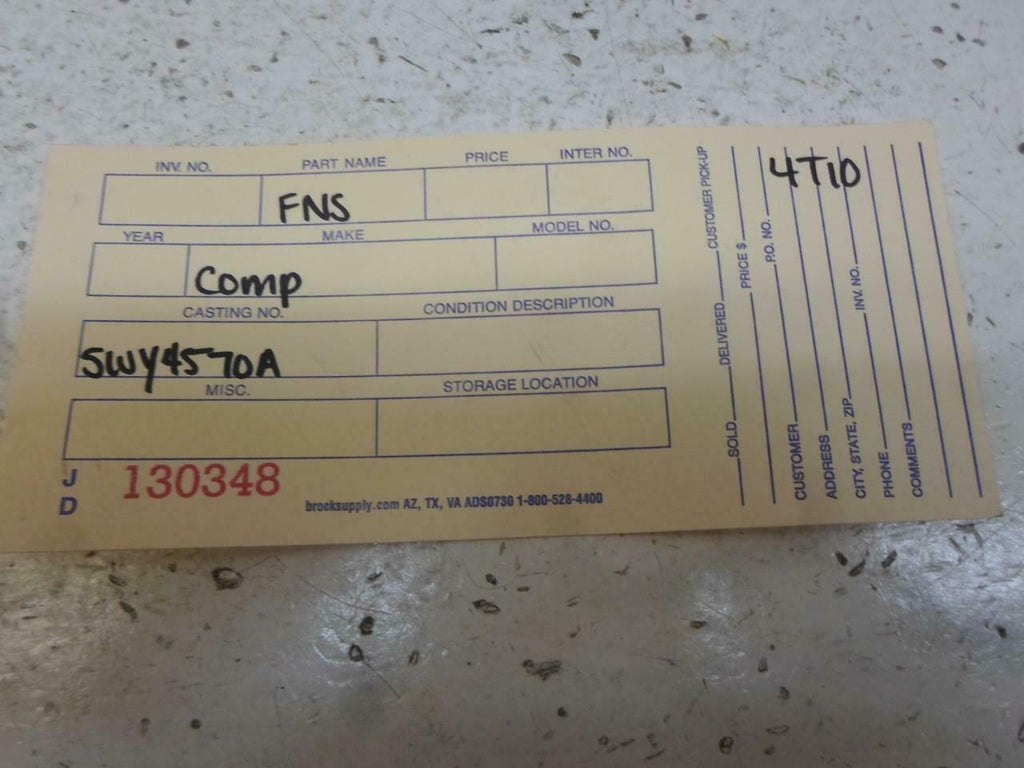 INV. NO. PART NAME PRICE INTER NO.
FNS
YEAR MAKE MODEL NO.
Comp
CASTING NO. CONDITION DESCRIPTION
5WY4570A
MISC. STORAGE LOCATION
J
D
130348
brocksupply.com AZ, TX, VA ADS0730 1-800-528-4400
4T10
SOLD DELIVERED CUSTOMER PICK-UP
PRICE $
P.O. NO.
CUSTOMER
ADDRESS
CITY, STATE, ZIP INV. NO.
PHONE
COMMENTS